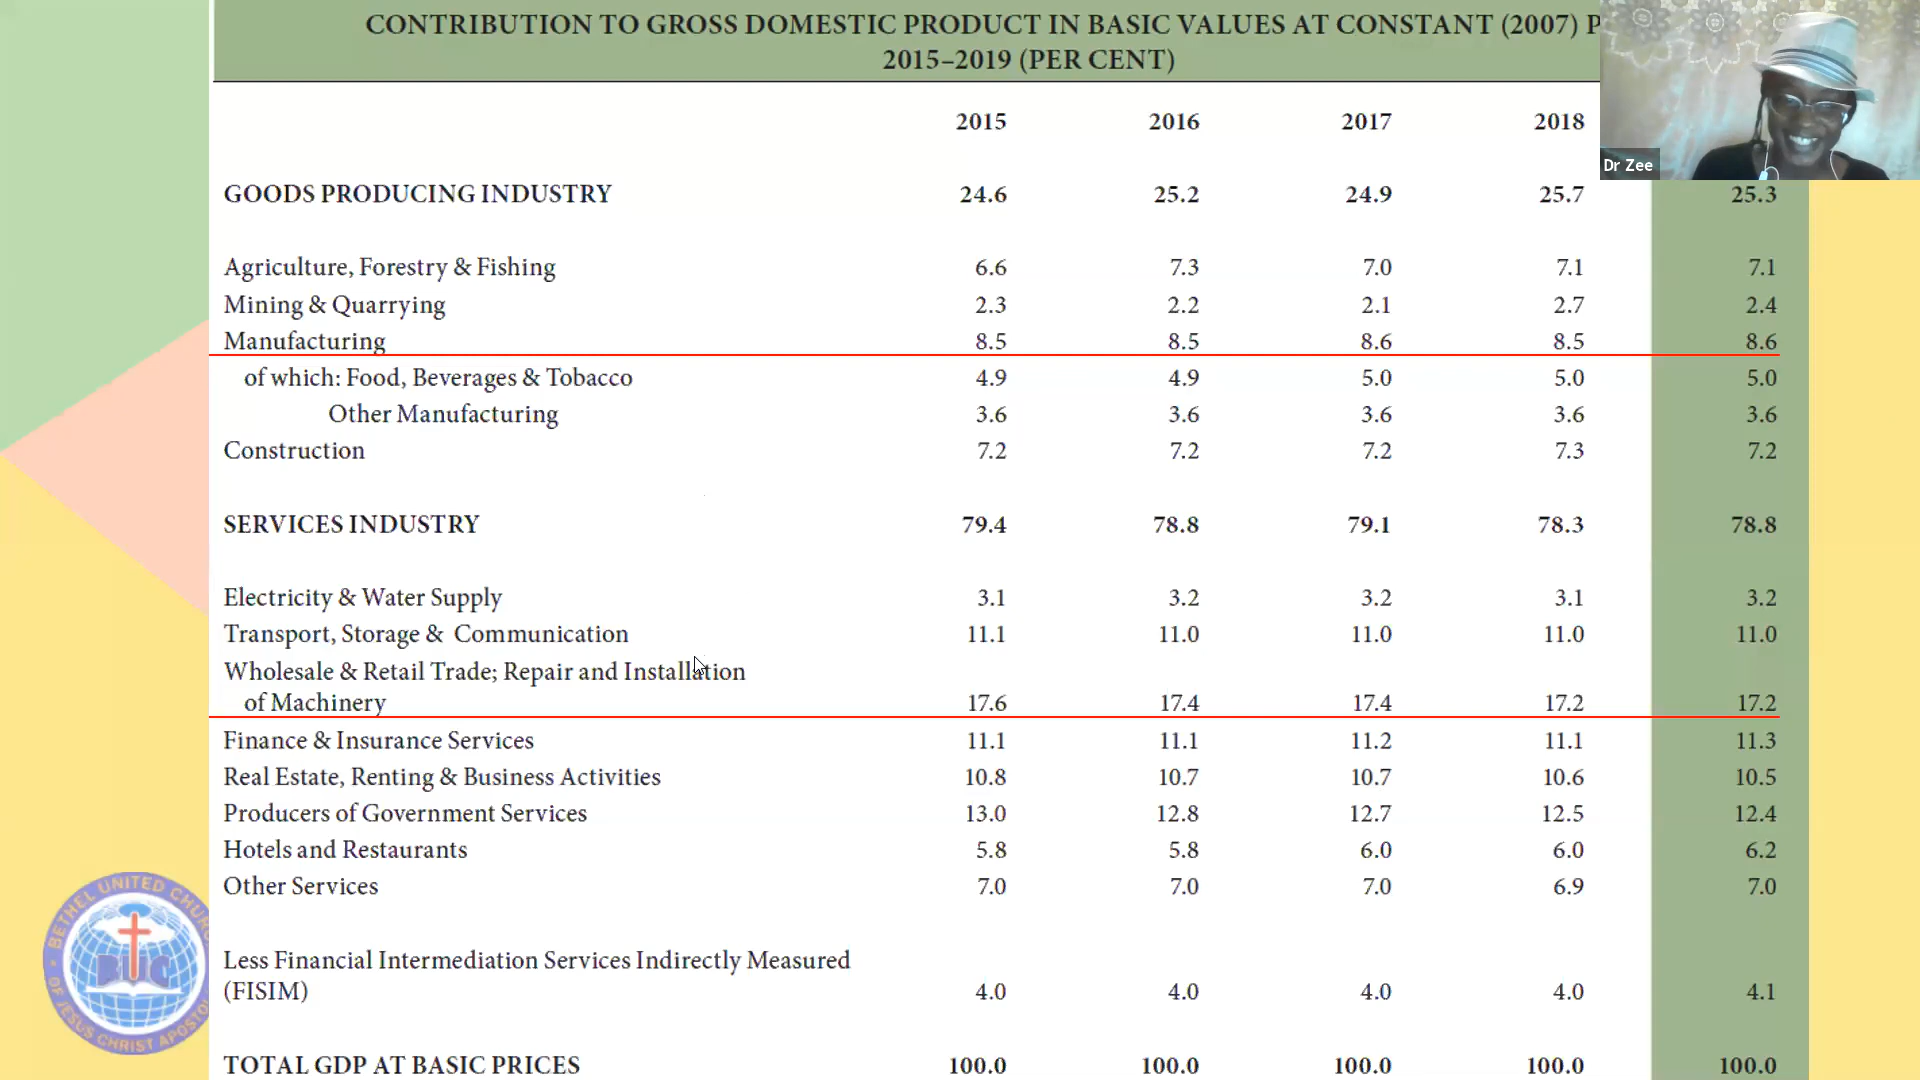 CONTRIBUTION TO GROSS DOMESTIC PRODUCT IN BASIC VALUES AT CONSTANT (2007) P
2015–2019 (PER CENT)
Dr Zee
2015 2016 2017 2018
GOODS PRODUCING INDUSTRY 24.6 25.2 24.9 25.7 25.3
Agriculture, Forestry & Fishing 6.6 7.3 7.0 7.1 7.1
Mining & Quarrying 2.3 2.2 2.1 2.7 2.4
Manufacturing 8.5 8.5 8.6 8.5 8.6
of which: Food, Beverages & Tobacco 4.9 4.9 5.0 5.0 5.0
Other Manufacturing 3.6 3.6 3.6 3.6 3.6
Construction 7.2 7.2 7.2 7.3 7.2
SERVICES INDUSTRY 79.4 78.8 79.1 78.3 78.8
Electricity & Water Supply 3.1 3.2 3.2 3.1 3.2
Transport, Storage & Communication 11.1 11.0 11.0 11.0 11.0
Wholesale & Retail Trade; Repair and Installation
of Machinery 17.6 17.4 17.4 17.2 17.2
Finance & Insurance Services 11.1 11.1 11.2 11.1 11.3
Real Estate, Renting & Business Activities 10.8 10.7 10.7 10.6 10.5
Producers of Government Services 13.0 12.8 12.7 12.5 12.4
Hotels and Restaurants 5.8 5.8 6.0 6.0 6.2
Other Services 7.0 7.0 7.0 6.9 7.0
Less Financial Intermediation Services Indirectly Measured
(FISIM) 4.0 4.0 4.0 4.0 4.1
TOTAL GDP AT BASIC PRICES 100.0 100.0 100.0 100.0 100.0
BETHEL UNITED CHURC
BUC
OF JESUS CHRIST APOSTO